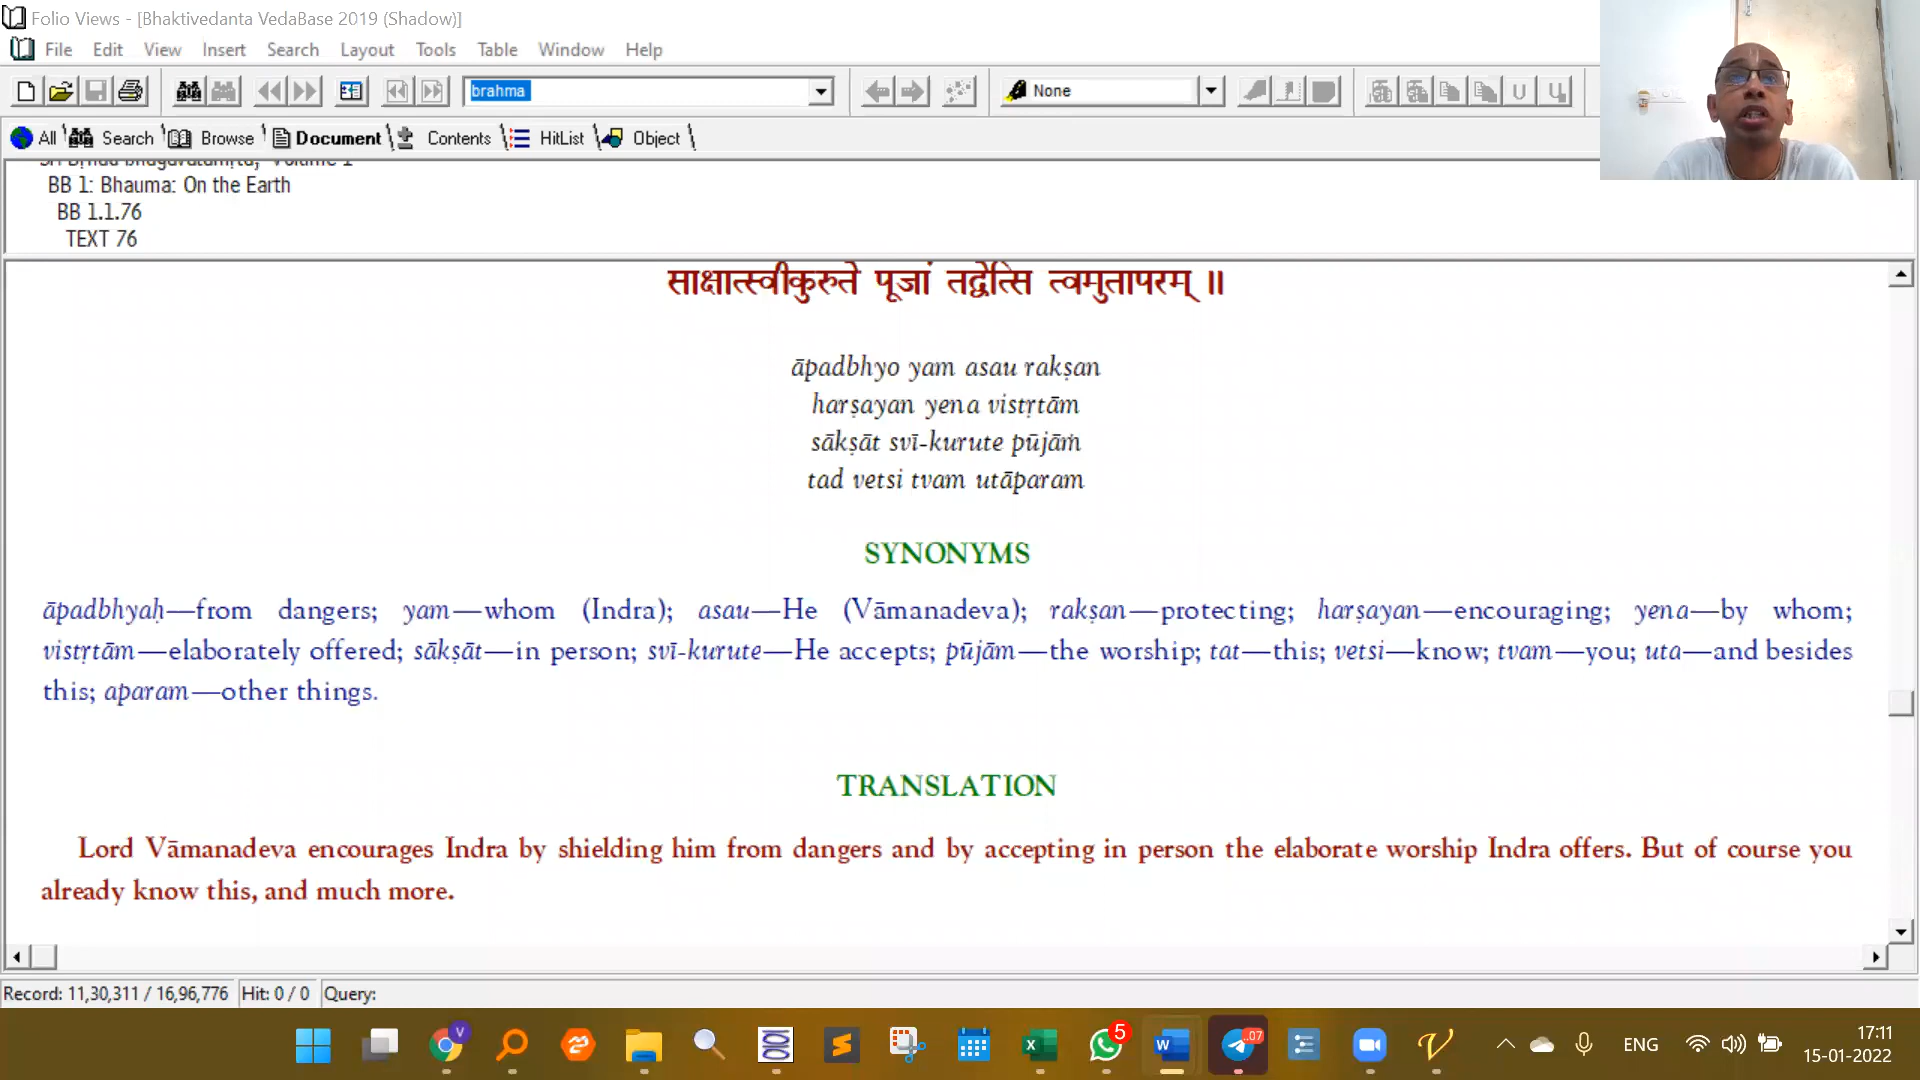 Folio Views - [Bhaktivedanta VedaBase 2019 (Shadow)]
File Edit View Insert Search Layout Tools Table Window Help
brahma None
All Search Browse Document Contents HitList Object
BB 1: Bhauma: On the Earth
BB 1.1.76
TEXT 76
साक्षात्स्वीकुरुते पूजां तद्वेत्सि त्वमुतापरम् ॥
āpadbhyo yam asau rakṣan
harṣayan yena vistṛtām
sākṣāt svī-kurute pūjāṁ
tad vetsi tvam utāparam
SYNONYMS
āpadbhyaḥ—from dangers; yam—whom (Indra); asau—He (Vāmanadeva); rakṣan—protecting; harṣayan—encouraging; yena—by whom;
vistṛtām—elaborately offered; sākṣāt—in person; svī-kurute—He accepts; pūjām—the worship; tat—this; vetsi—know; tvam—you; uta—and besides
this; aparam—other things.
TRANSLATION
Lord Vāmanadeva encourages Indra by shielding him from dangers and by accepting in person the elaborate worship Indra offers. But of course you
already know this, and much more.
Record: 11,30,311 / 16,96,776 Hit: 0 / 0 Query:
V 5 .07 ENG 17:11
15-01-2022